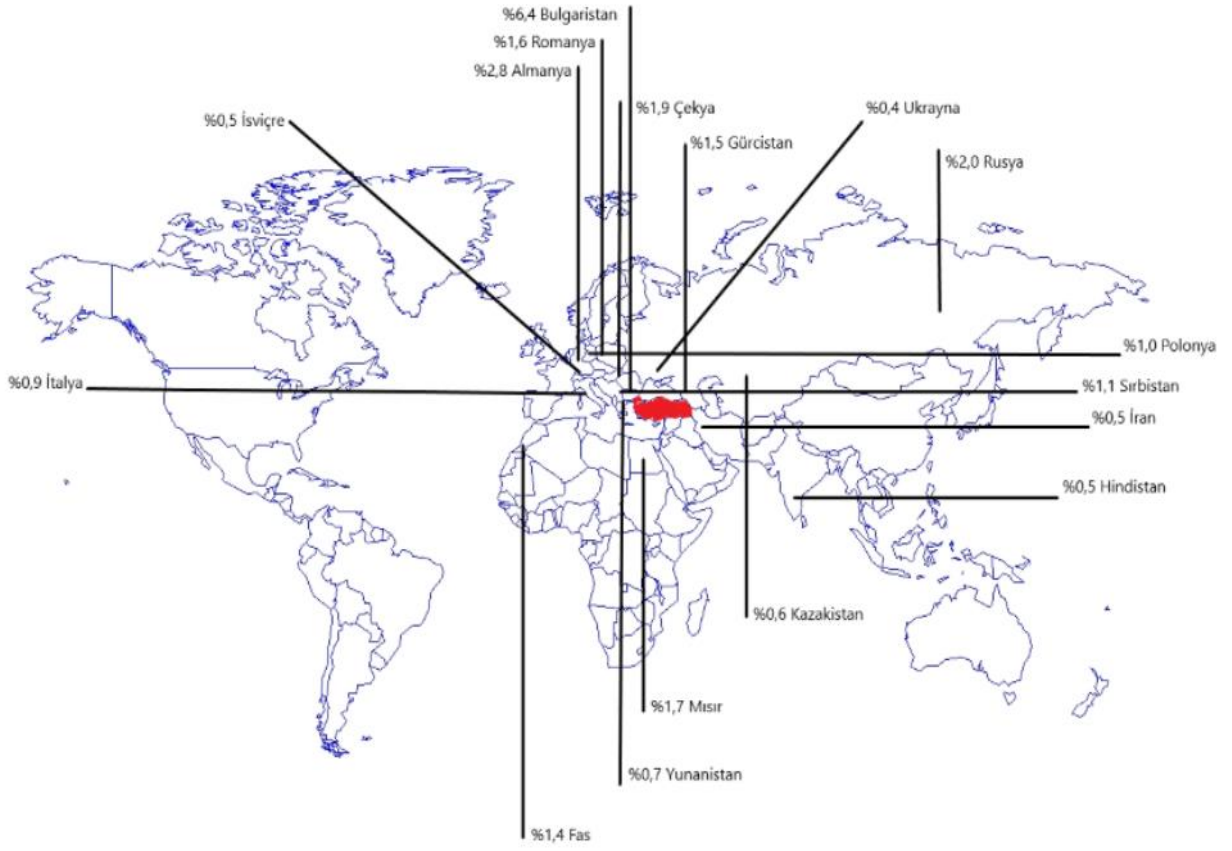 %6,4 Bulgaristan
%1,6 Romanya
%2,8 Almanya
%1,9 Çekya
%0,4 Ukrayna
%0,5 İsviçre
%1,5 Gürcistan
%2,0 Rusya
%1,0 Polonya
%0,9 İtalya
%1,1 Sırbistan
%0,5 İran
%0,5 Hindistan
%0,6 Kazakistan
%1,7 Mısır
%0,7 Yunanistan
%1,4 Fas